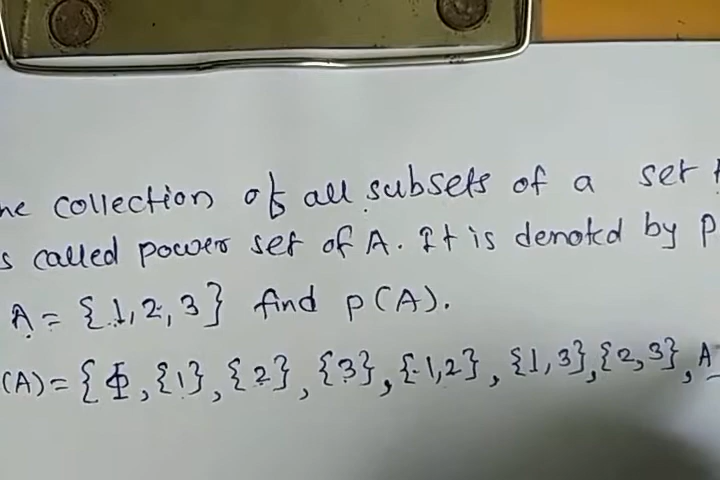 he collection of all subsets of a set
s called power set of A. It is denoted by P
A = {1, 2, 3} find p(A).
(A) = {Φ, {1}, {2}, {3}, {1,2}, {1,3}, {2,3}, A